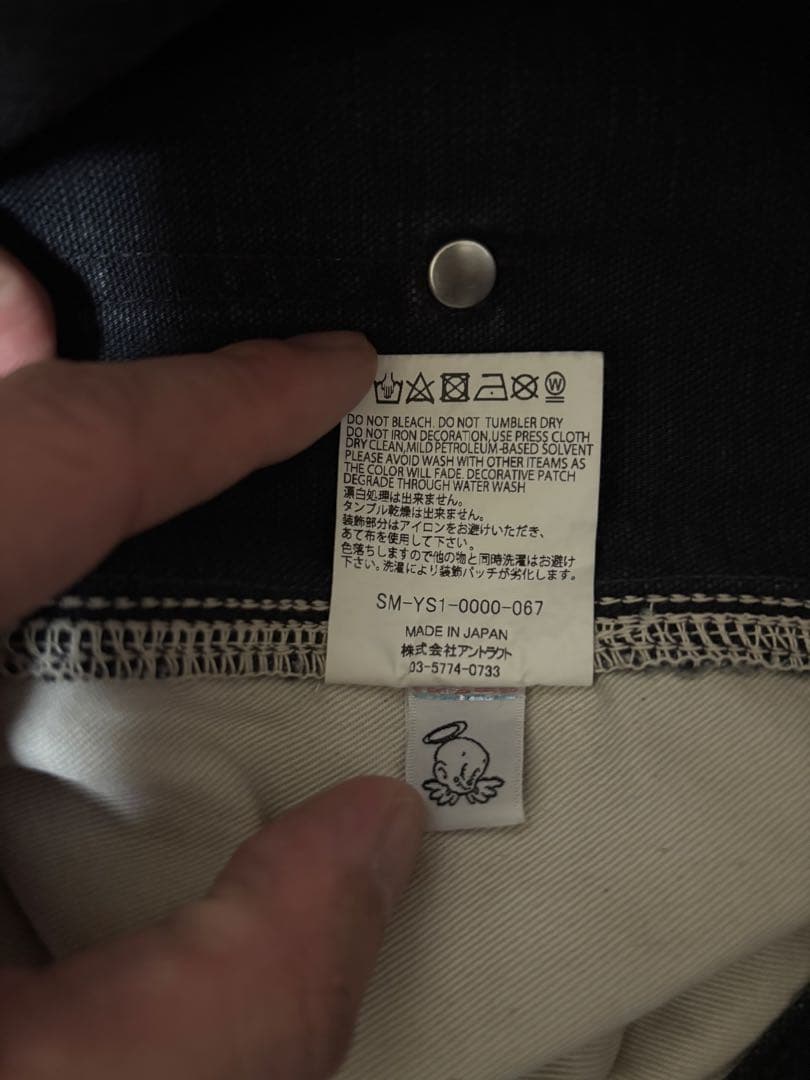 W
DO NOT BLEACH. DO NOT TUMBLER DRY
DO NOT IRON DECORATION,USE PRESS CLOTH
DRY CLEAN,MILD PETROLEUM-BASED SOLVENT
PLEASE AVOID WASH WITH OTHER ITEAMS AS
THE COLOR WILL FADE. DECORATIVE PATCH
DEGRADE THROUGH WATER WASH
漂白処理は出来ません。
タンブル乾燥は出来ません。
装飾部分はアイロンをお避けいただき、
あて布を使用して下さい。
色落ちしますので他の物と同時洗濯はお避け
下さい。洗濯により装飾パッチが劣化します。
SM-YS1-0000-067
MADE IN JAPAN
株式会社アントラクト
03-5774-0733